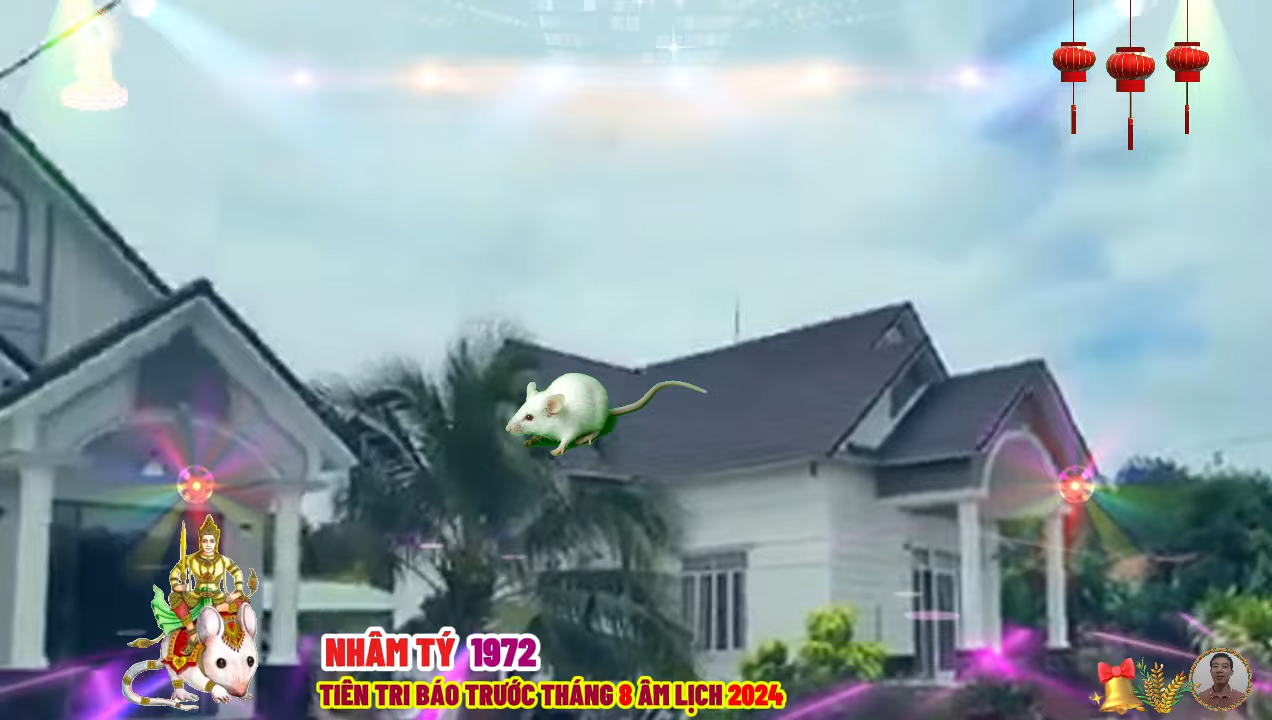 NHÂM TÝ 1972
TIÊN TRI BÁO TRƯỚC THÁNG 8 ÂM LỊCH 2024